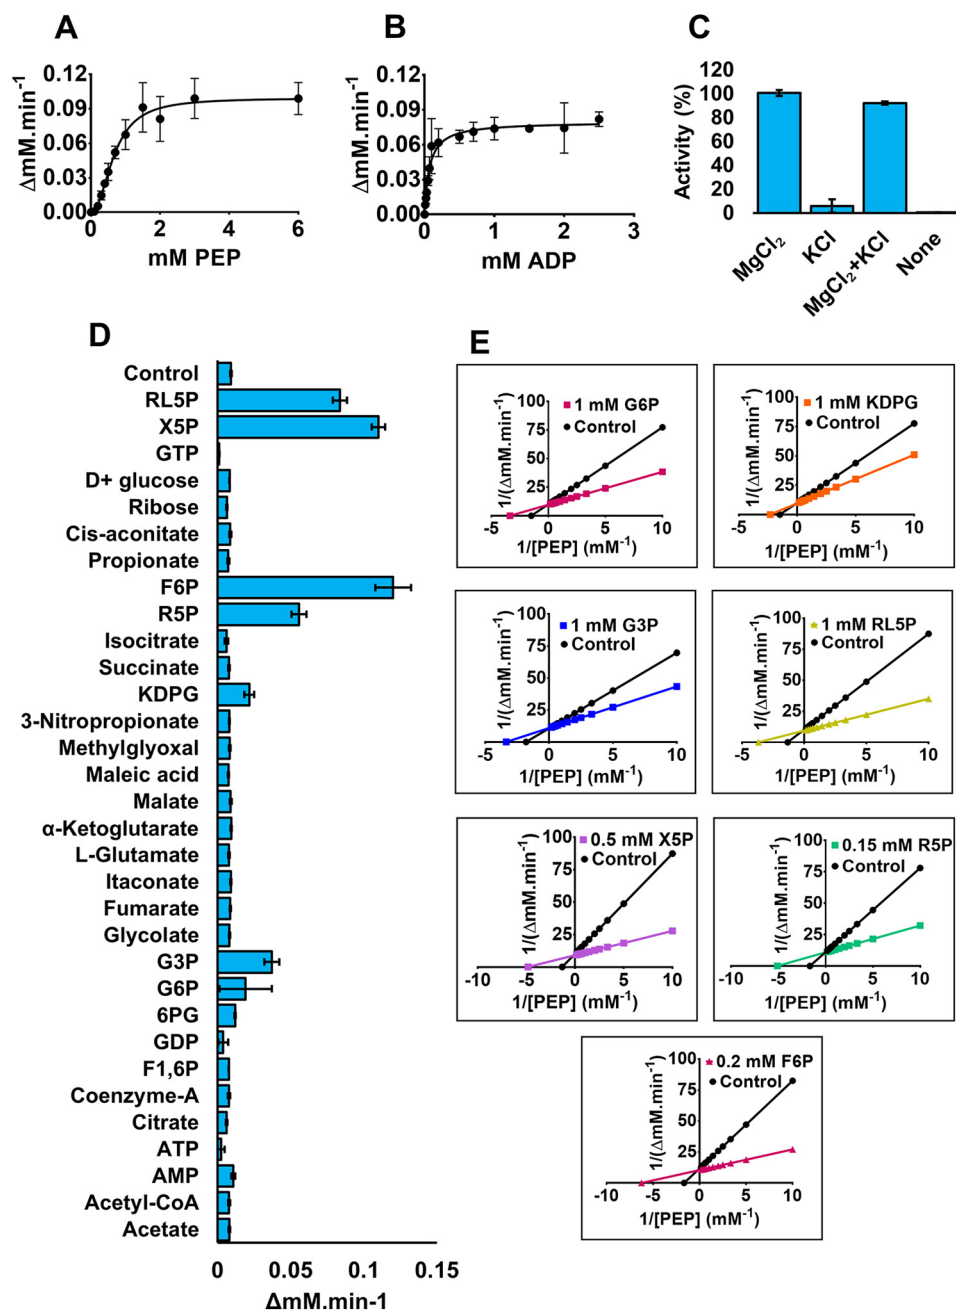 A
ΔmM.min⁻¹
0.12
0.09
0.06
0.03
0.00
0
2
4
6
mM PEP
B
ΔmM.min⁻¹
0.12
0.09
0.06
0.03
0.00
0
1
2
3
mM ADP
C
Activity (%)
120
100
80
60
40
20
0
MgCl₂
KCl
MgCl₂+KCl
None
D
Control
RL5P
X5P
GTP
D+ glucose
Ribose
Cis-aconitate
Propionate
F6P
R5P
Isocitrate
Succinate
KDPG
3-Nitropropionate
Methylglyoxal
Maleic acid
Malate
α-Ketoglutarate
L-Glutamate
Itaconate
Fumarate
Glycolate
G3P
G6P
6PG
GDP
F1,6P
Coenzyme-A
Citrate
ATP
AMP
Acetyl-CoA
Acetate
0
0.05
0.1
0.15
ΔmM.min-1
E
1/(ΔmM.min⁻¹)
100
75
50
25
1 mM G6P
Control
-5
0
5
10
1/[PEP] (mM⁻¹)
1/(ΔmM.min⁻¹)
100
75
50
25
1 mM KDPG
Control
-5
0
5
10
1/[PEP] (mM⁻¹)
1/(ΔmM.min⁻¹)
100
75
50
25
1 mM G3P
Control
-5
0
5
10
1/[PEP] (mM⁻¹)
1/(ΔmM.min⁻¹)
100
75
50
25
1 mM RL5P
Control
-5
0
5
10
1/[PEP] (mM⁻¹)
1/(ΔmM.min⁻¹)
100
75
50
25
0.5 mM X5P
Control
-10
-5
0
5
10
1/[PEP] (mM⁻¹)
1/(ΔmM.min⁻¹)
100
75
50
25
0.15 mM R5P
Control
-10
-5
0
5
10
1/[PEP] (mM⁻¹)
1/(ΔmM.min⁻¹)
100
75
50
25
0.2 mM F6P
Control
-10
-5
0
5
10
1/[PEP] (mM⁻¹)